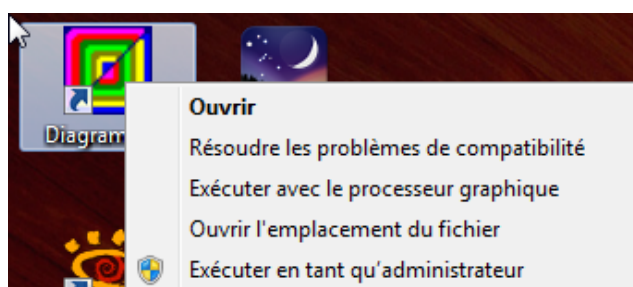 Diagram
Ouvrir
Résoudre les problèmes de compatibilité
Exécuter avec le processeur graphique
Ouvrir l'emplacement du fichier
Exécuter en tant qu'administrateur